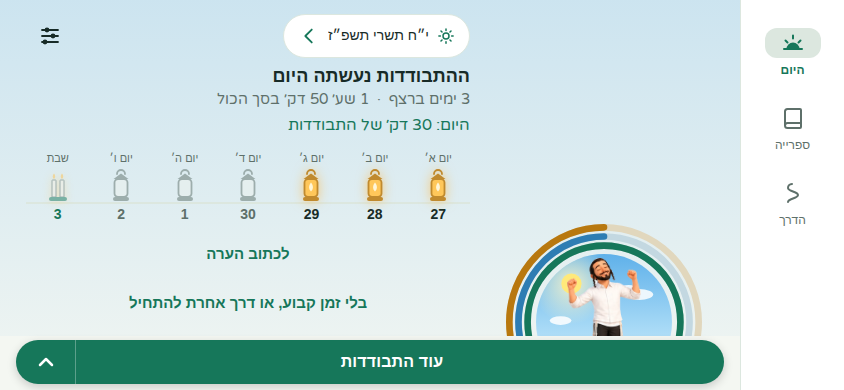 היום
ספרייה
הדרך
י״ח תשרי תשפ״ז
ההתבודדות נעשתה היום
3 ימים ברצף · 1 שע׳ 50 דק׳ בסך הכול
היום: 30 דק׳ של התבודדות
יום א׳ יום ב׳ יום ג׳ יום ד׳ יום ה׳ יום ו׳ שבת
27 28 29 30 1 2 3
לכתוב הערה
בלי זמן קבוע, או דרך אחרת להתחיל
עוד התבודדות